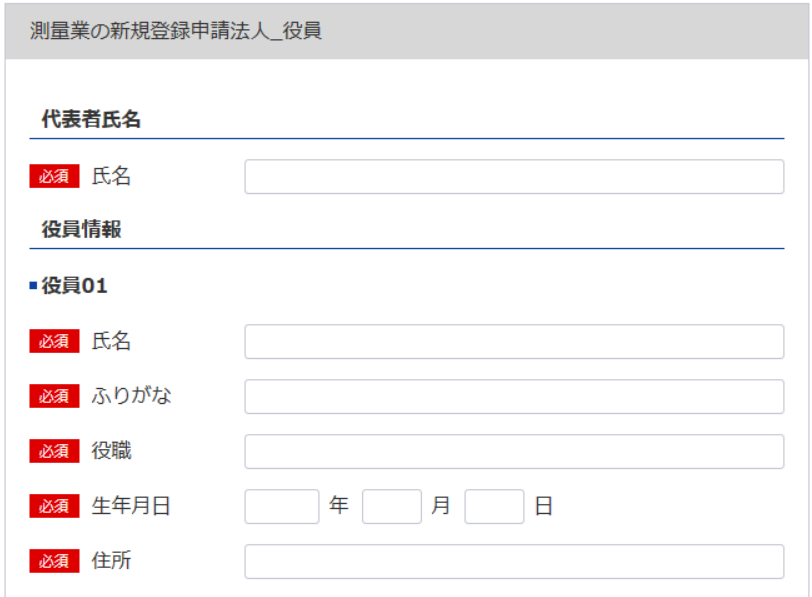 測量業の新規登録申請法人_役員
代表者氏名
必須 氏名
役員情報
役員01
必須 氏名
必須 ふりがな
必須 役職
必須 生年月日 年 月 日
必須 住所